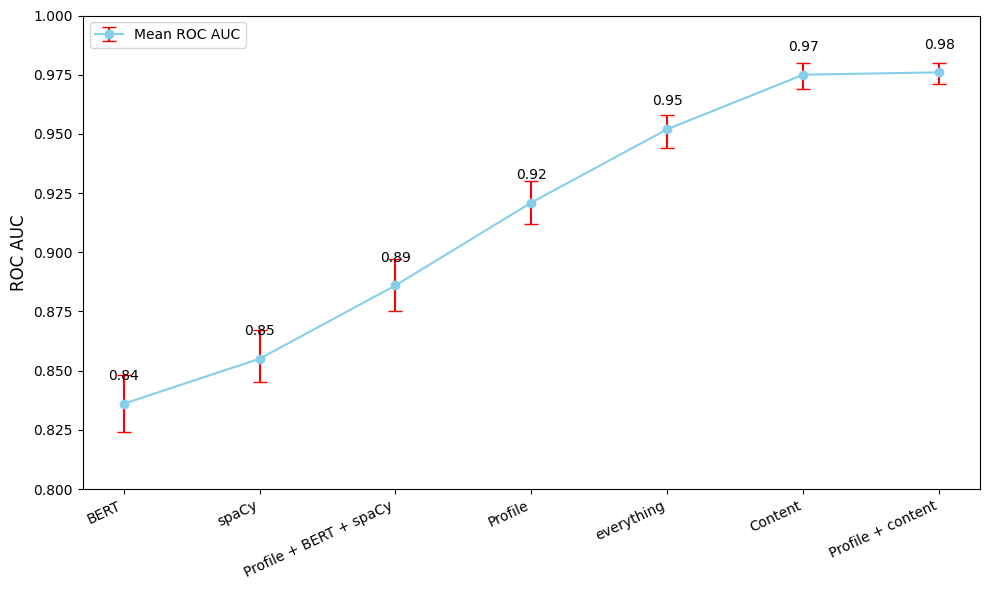 Mean ROC AUC
ROC AUC
1.000
0.975
0.950
0.925
0.900
0.875
0.850
0.825
0.800
0.84
0.85
0.89
0.92
0.95
0.97
0.98
BERT
spaCy
Profile + BERT + spaCy
Profile
everything
Content
Profile + content